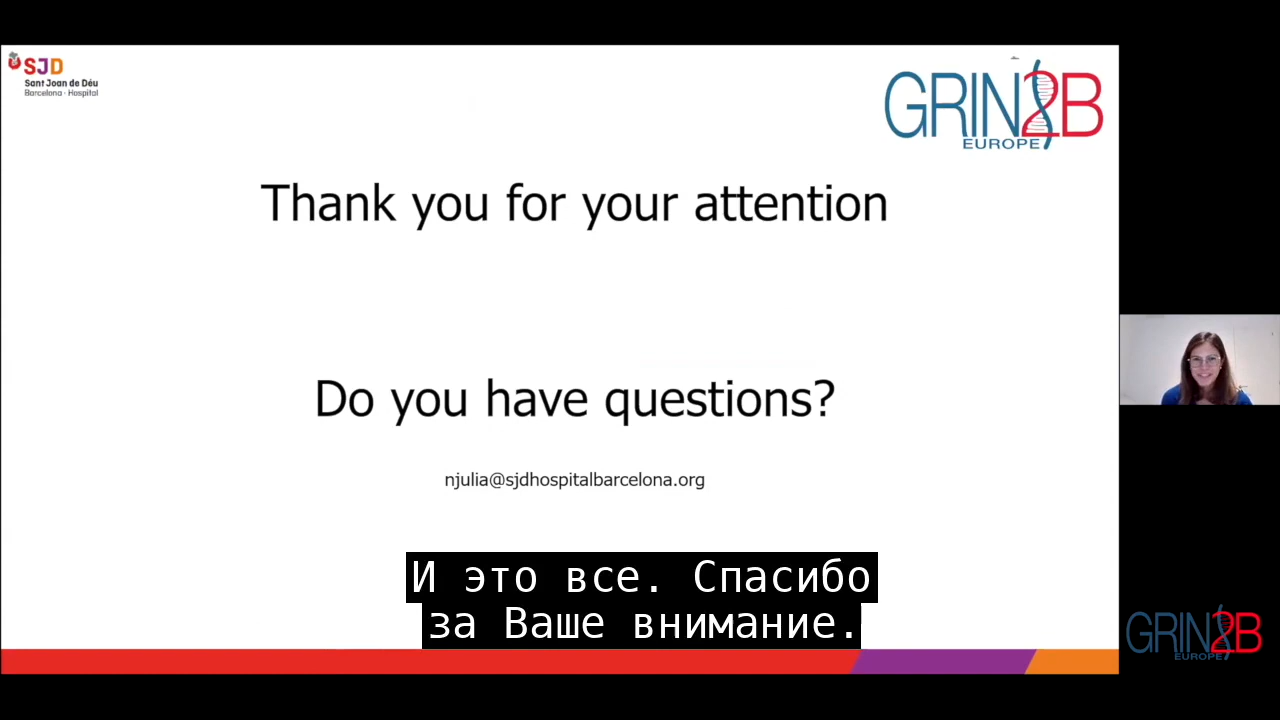 SJD
Sant Joan de Déu
Barcelona · Hospital
GRIN2B
EUROPE
Thank you for your attention
Do you have questions?
njulia@sjdhospitalbarcelona.org
И это все. Спасибо
за Ваше внимание.
GRIN2B
EUROPE